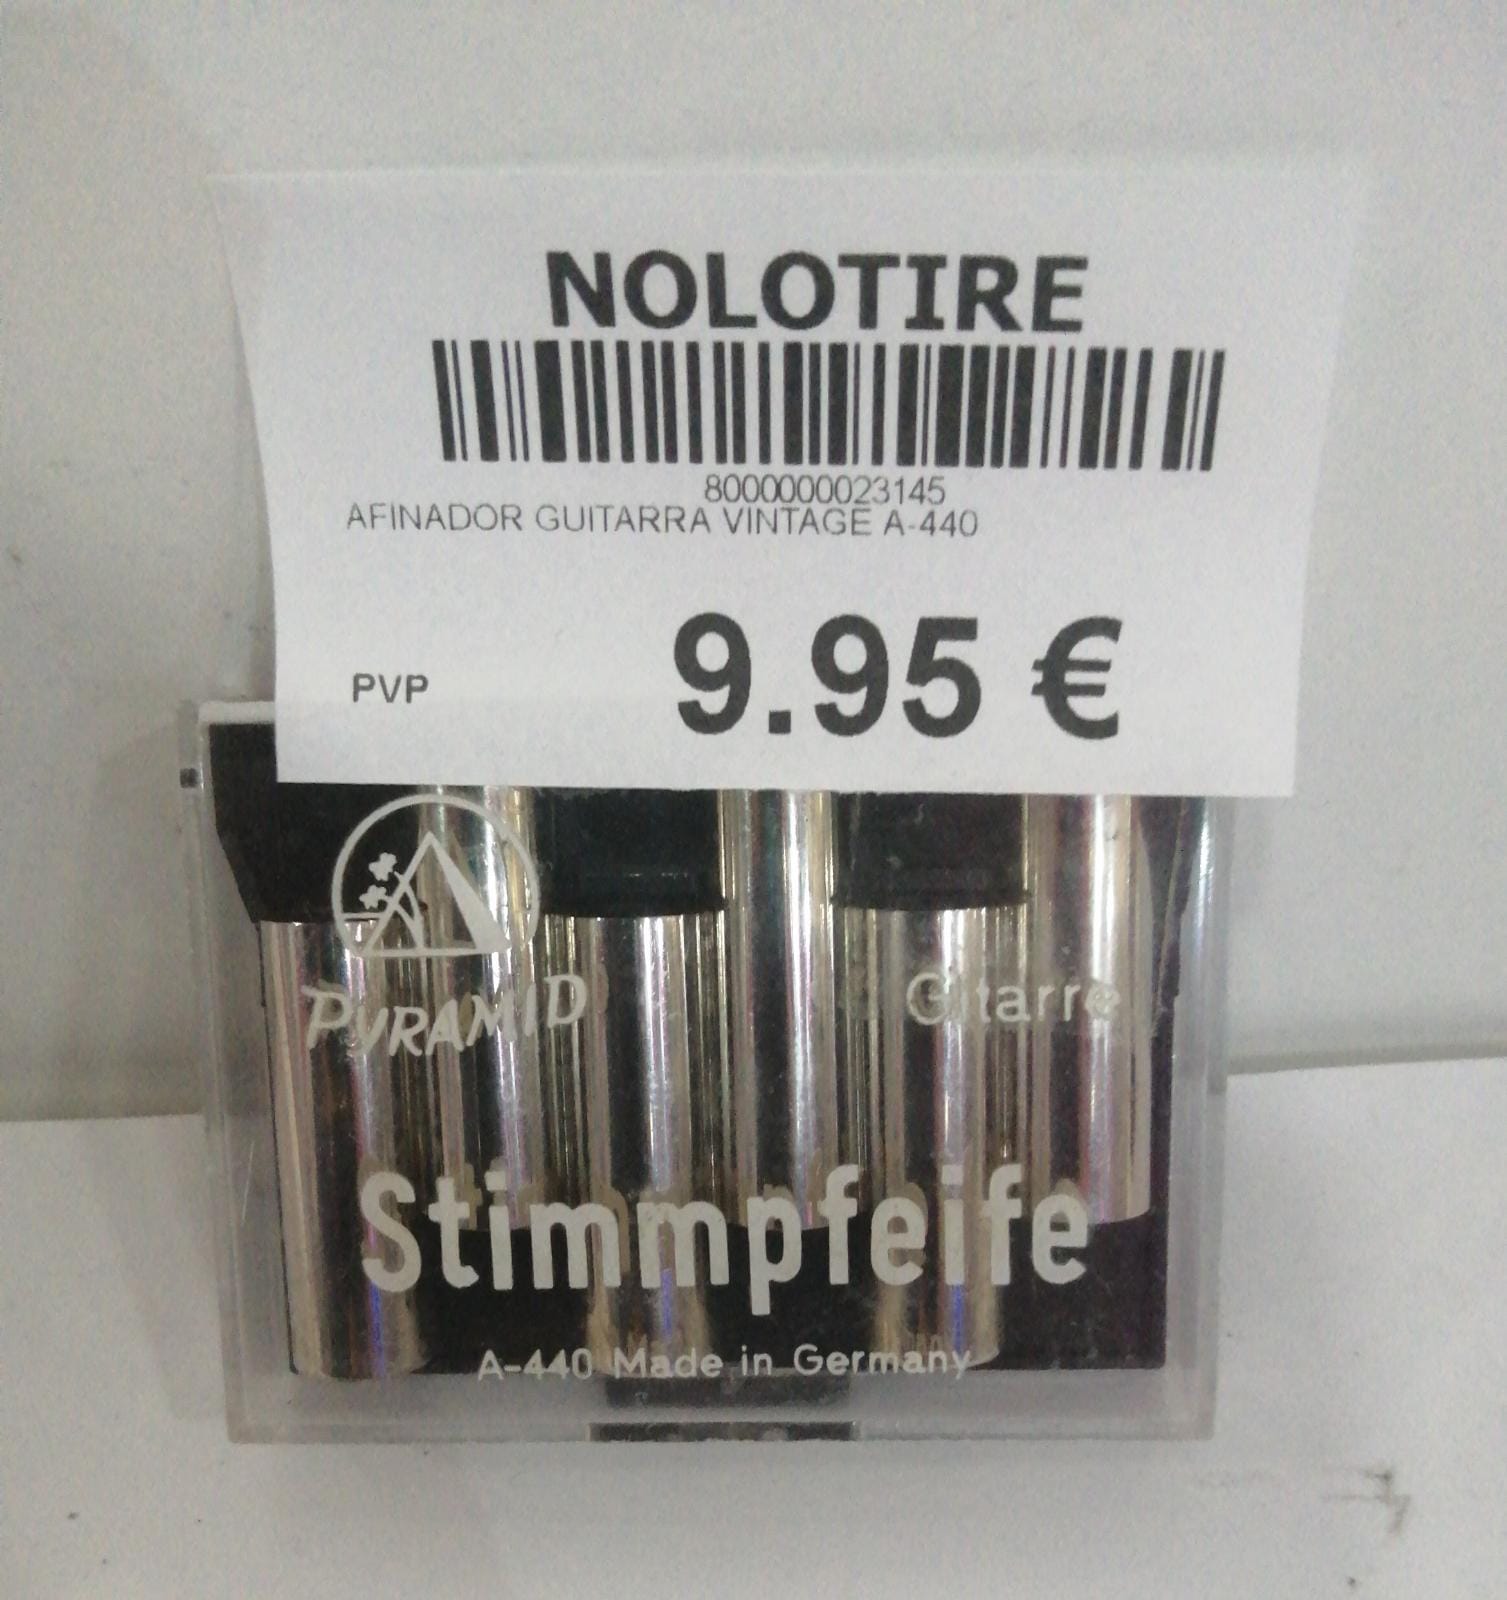 NOLOTIRE
8000000023145
AFINADOR GUITARRA VINTAGE A-440
PVP 9.95 €
PYRAMID Gitarre
Stimmpfeife
A-440 Made in Germany